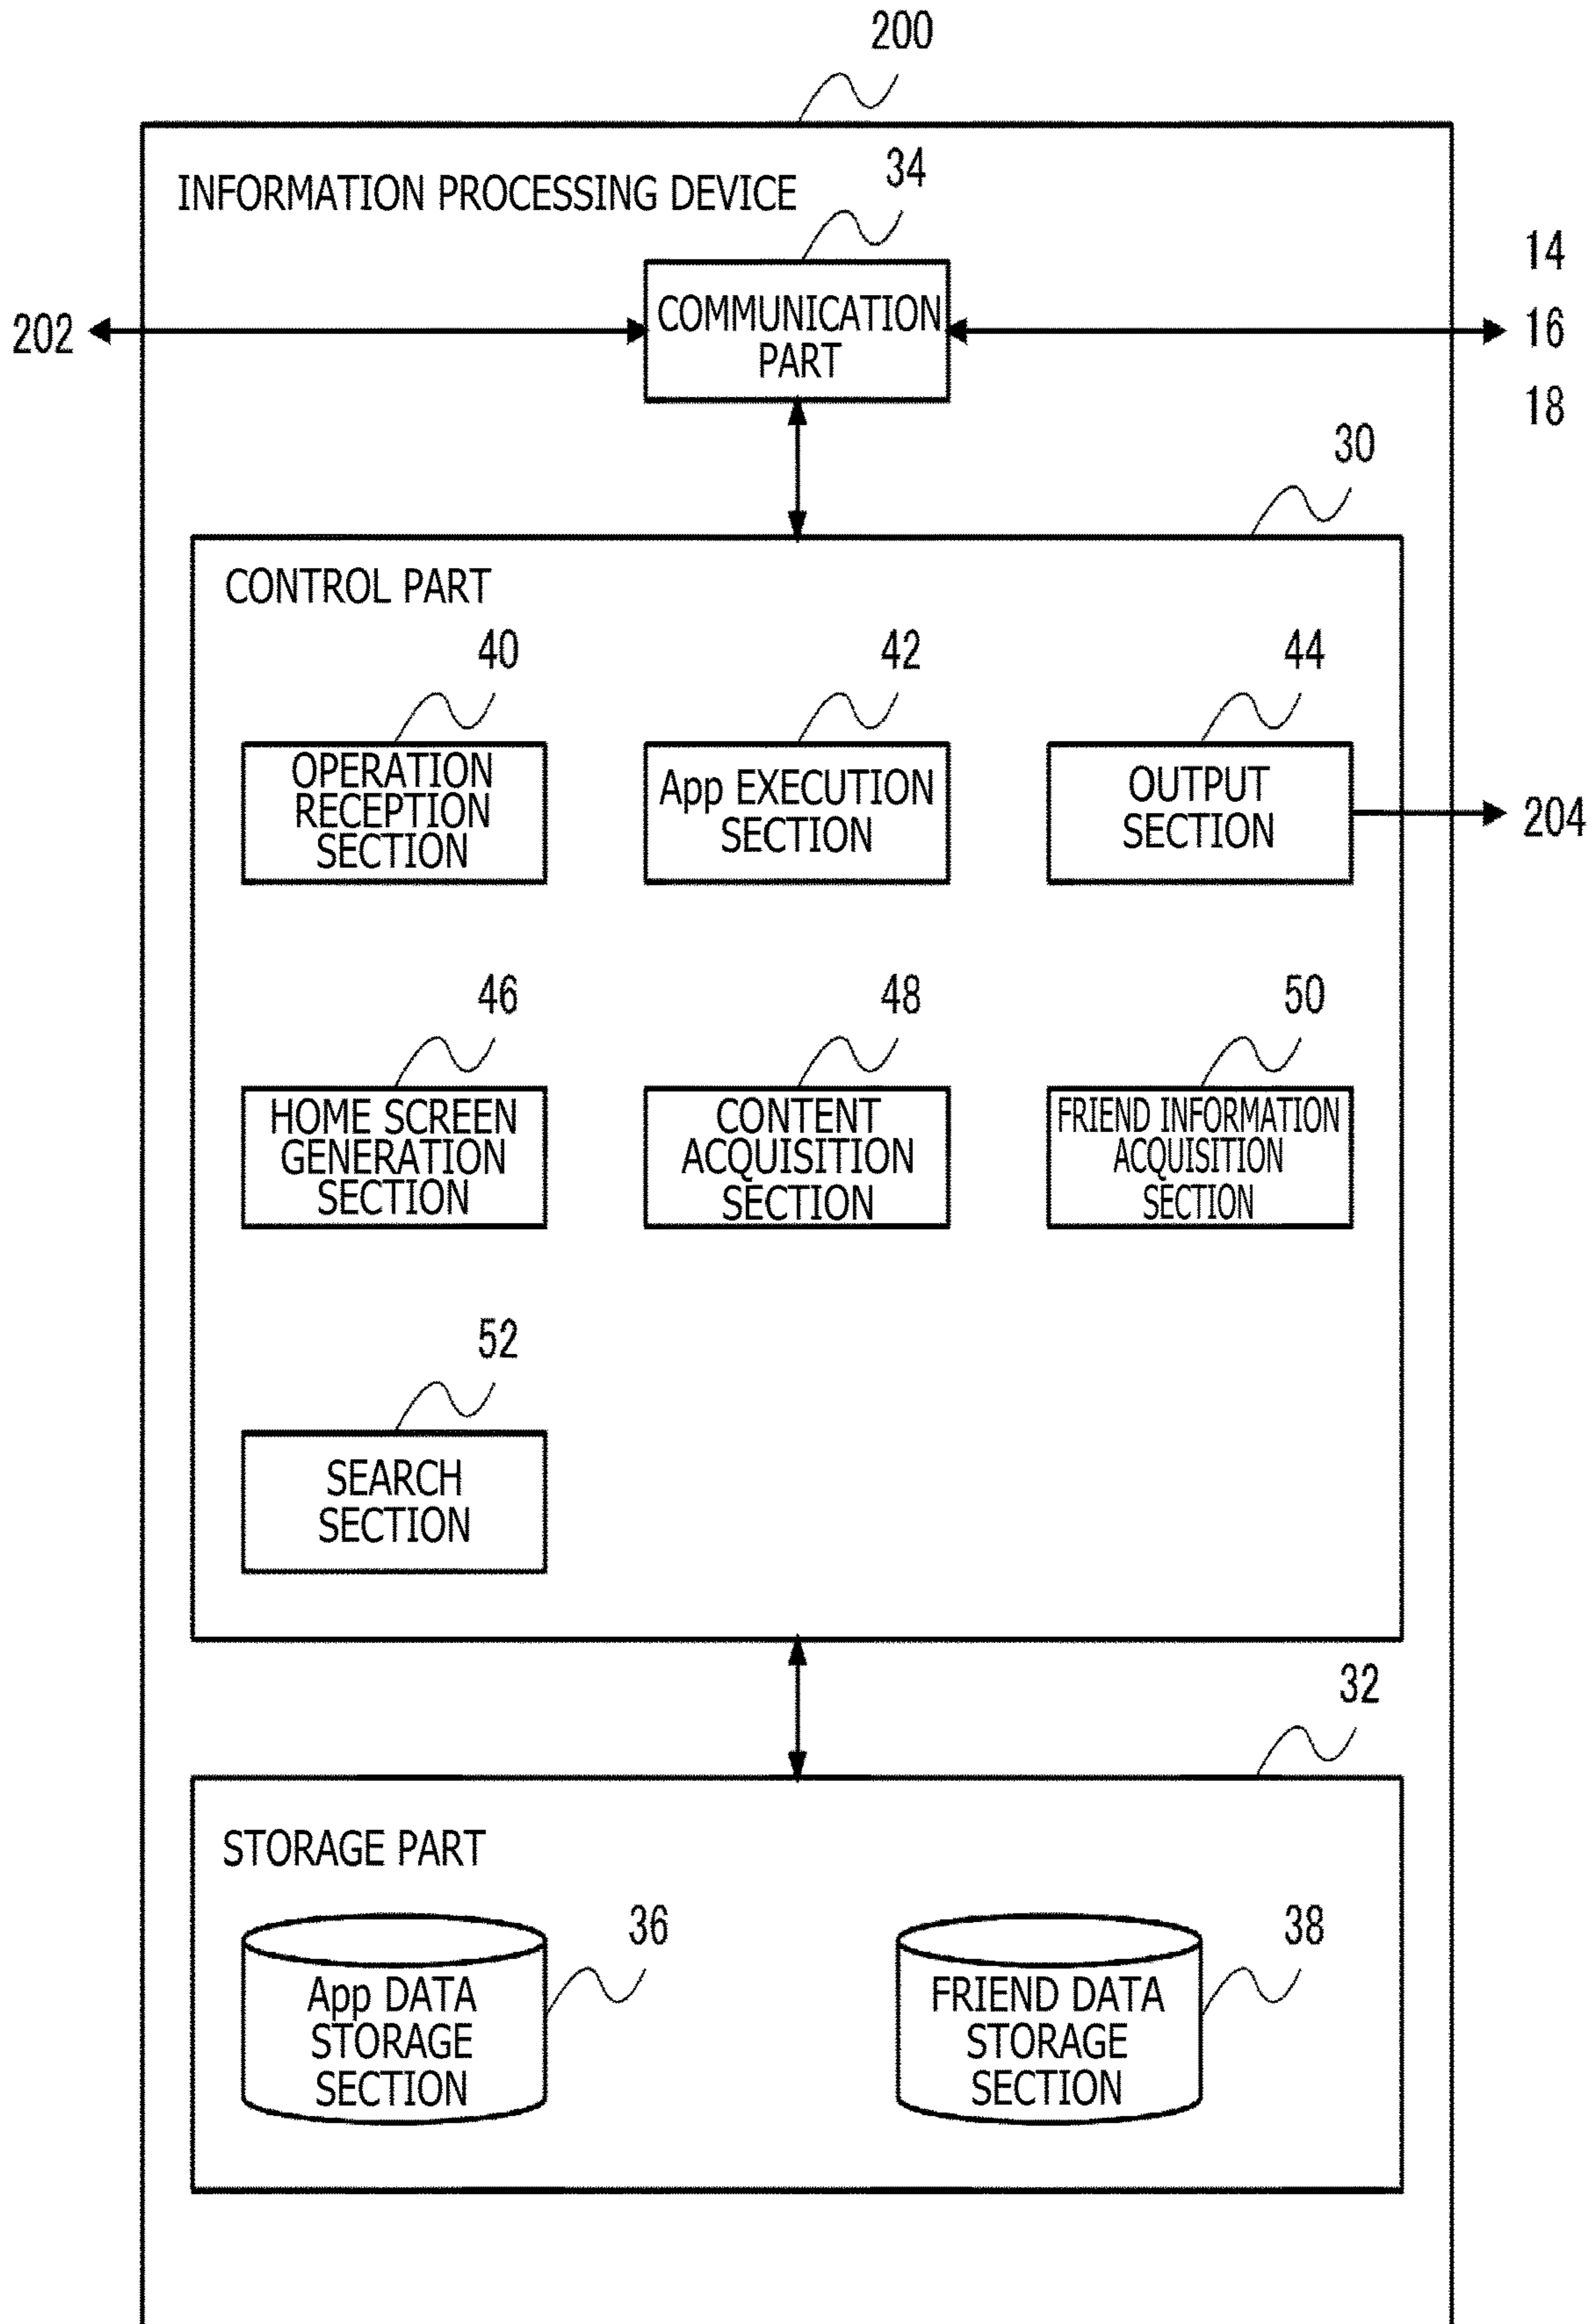 200
INFORMATION PROCESSING DEVICE
34
COMMUNICATION
PART
202
14
16
18
30
CONTROL PART
40
OPERATION
RECEPTION
SECTION
42
App EXECUTION
SECTION
44
OUTPUT
SECTION
204
46
HOME SCREEN
GENERATION
SECTION
48
CONTENT
ACQUISITION
SECTION
50
FRIEND INFORMATION
ACQUISITION
SECTION
52
SEARCH
SECTION
32
STORAGE PART
36
App DATA
STORAGE
SECTION
38
FRIEND DATA
STORAGE
SECTION